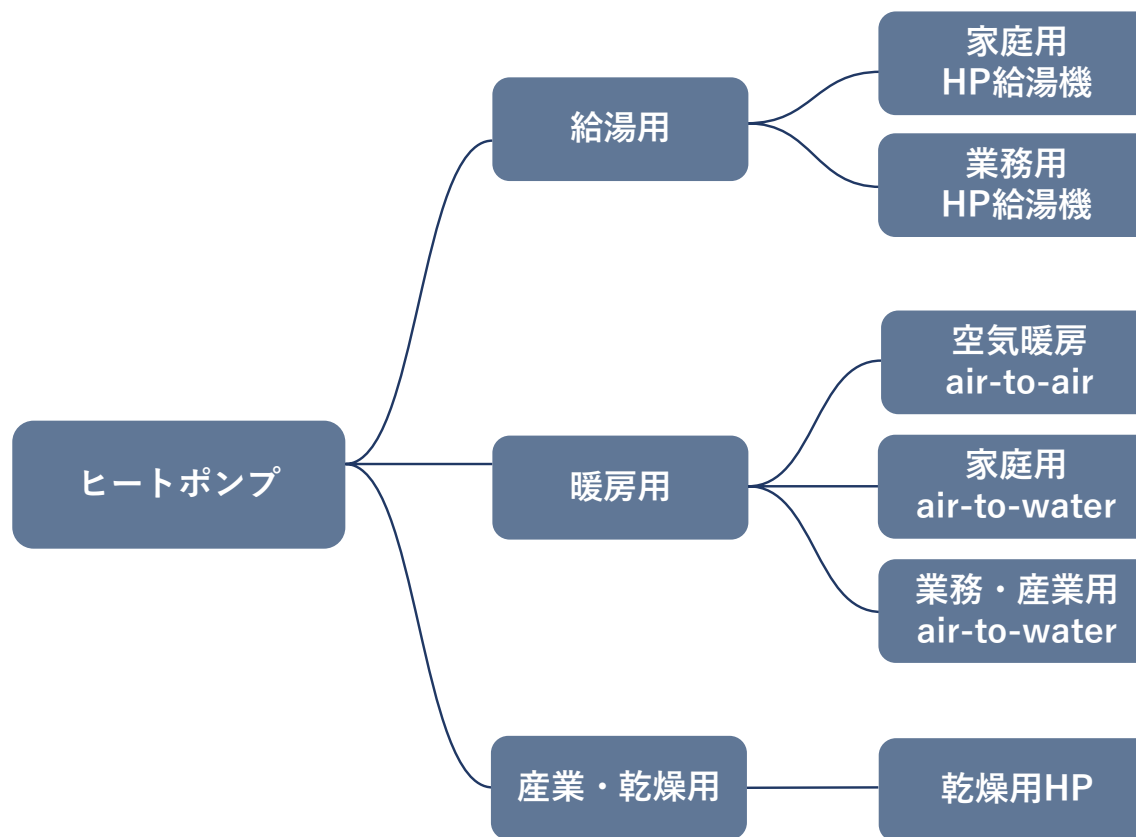 家庭用
HP給湯機
給湯用
業務用
HP給湯機
空気暖房
air-to-air
ヒートポンプ
暖房用
家庭用
air-to-water
業務・産業用
air-to-water
産業・乾燥用
乾燥用HP